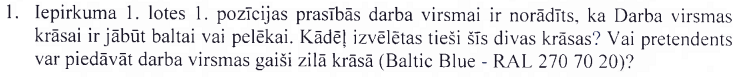 1. Iepirkuma 1. lotes 1. pozīcijas prasībās darba virsmai ir norādīts, ka Darba virsmas
krāsai ir jābūt baltai vai pelēkai. Kādēļ izvēlētas tieši šīs divas krāsas? Vai pretendents
var piedāvāt darba virsmas gaiši zilā krāsā (Baltic Blue - RAL 270 70 20)?